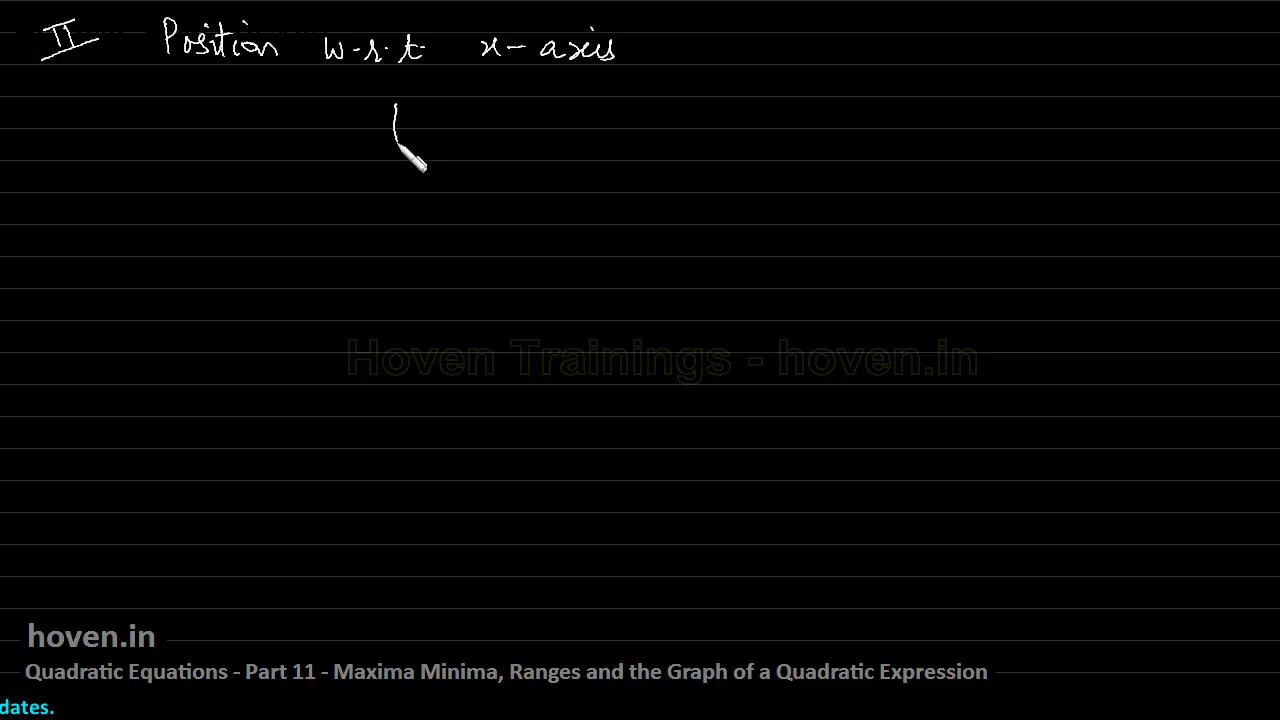 II Position w.r.t x-axis
Hoven Trainings - hoven.in
hoven.in
Quadratic Equations - Part 11 - Maxima Minima, Ranges and the Graph of a Quadratic Expression
dates.